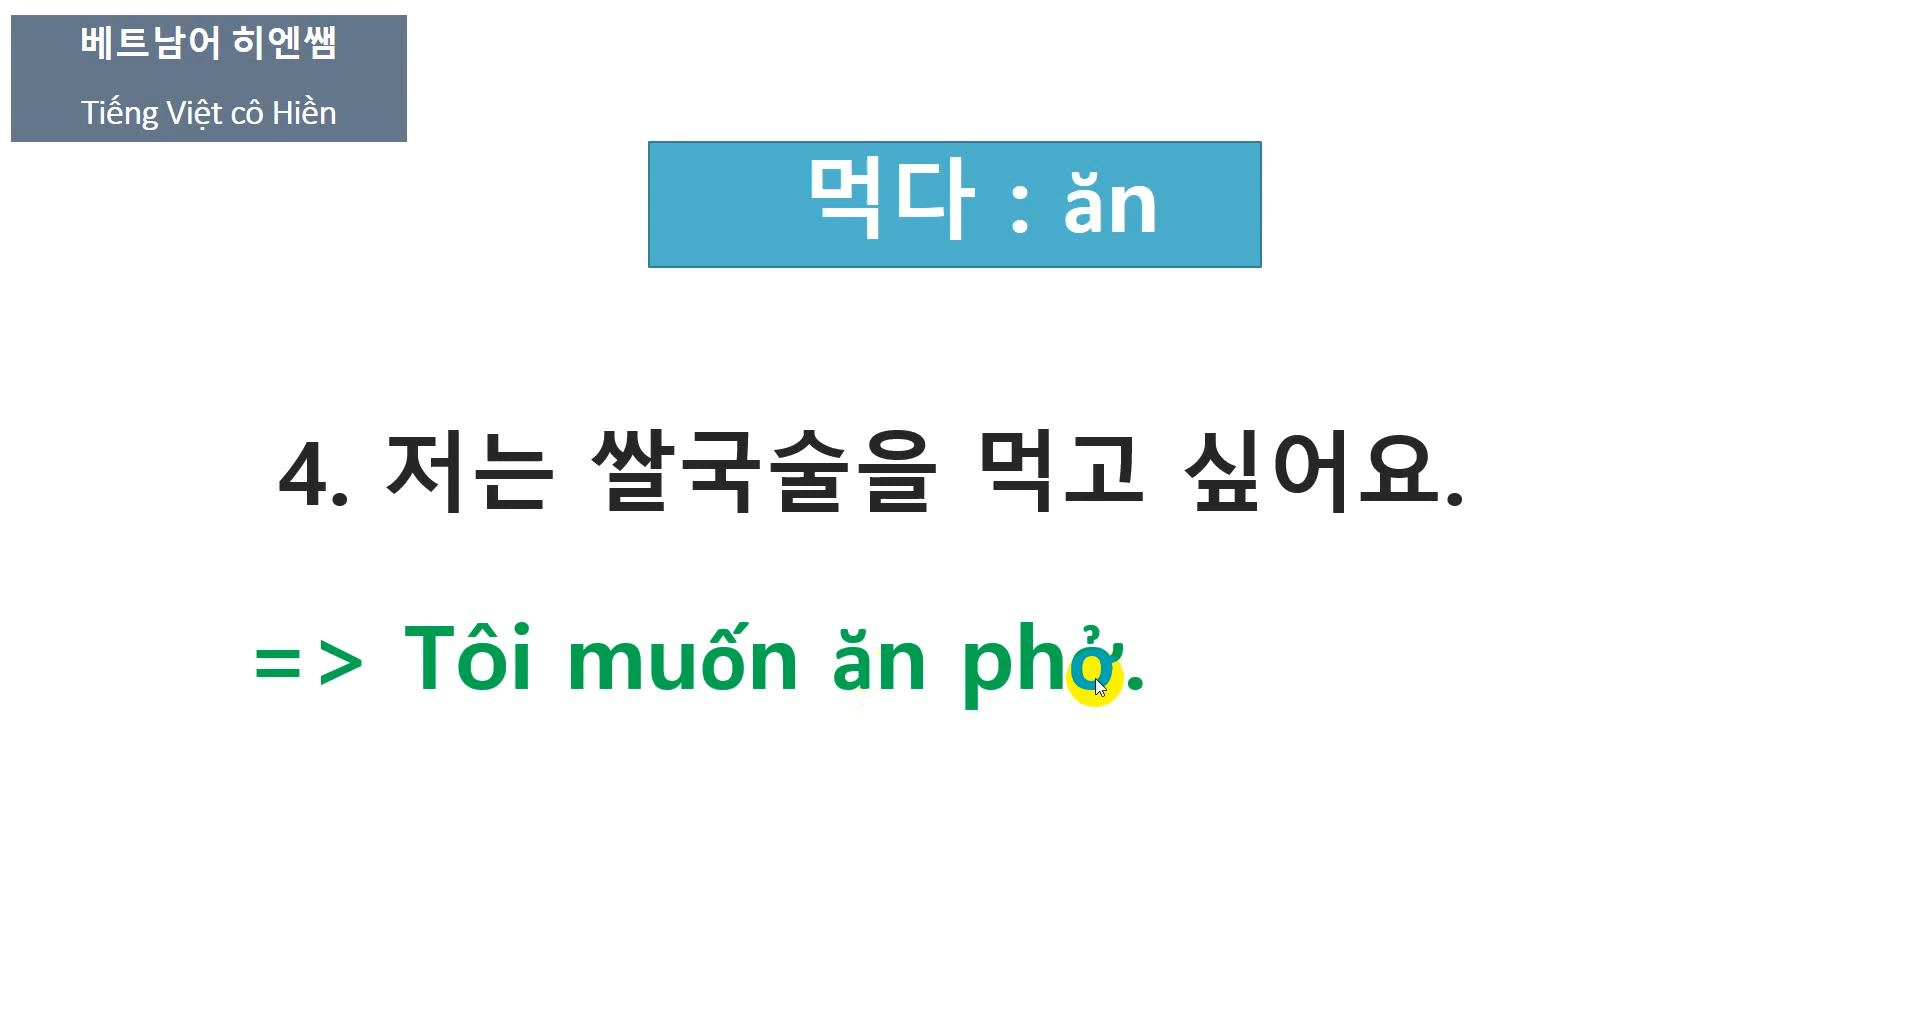 베트남어 히엔쌤
Tiếng Việt cô Hiền
먹다 : ăn
4. 저는 쌀국술을 먹고 싶어요.
=> Tôi muốn ăn phở.